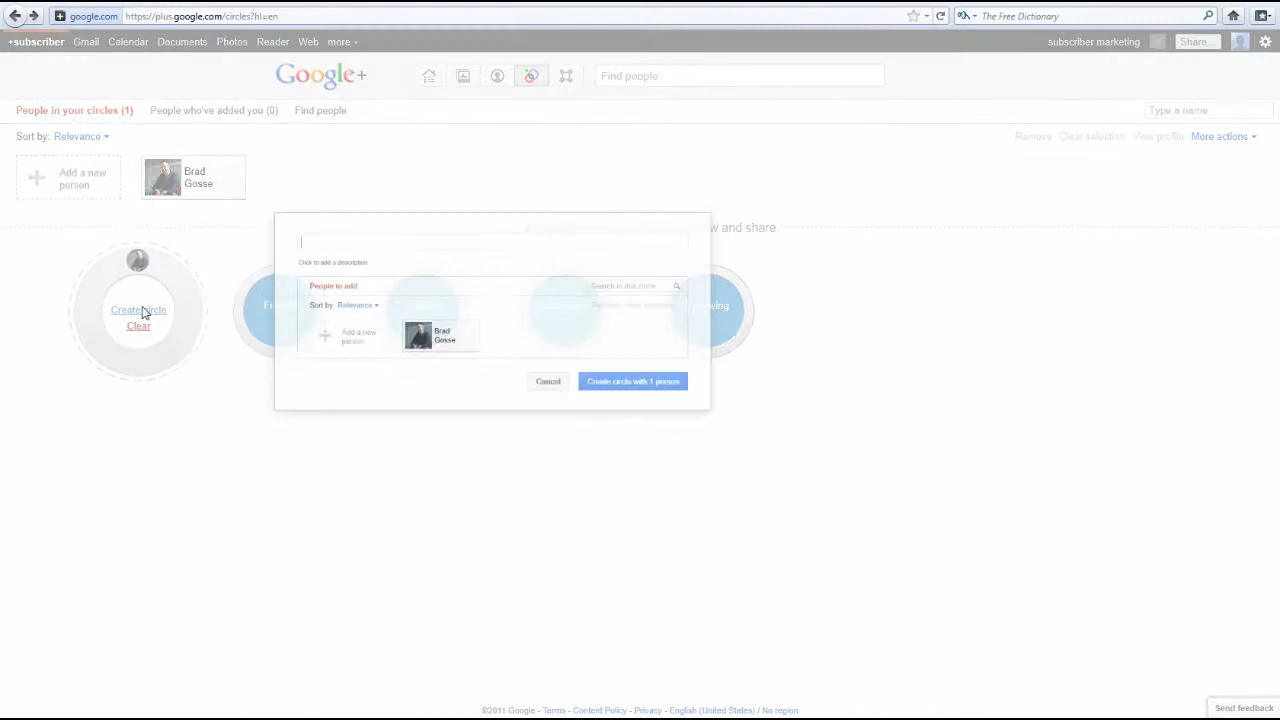 google.com https://plus.google.com/circles?hl=en The Free Dictionary
+subscriber Gmail Calendar Documents Photos Reader Web more subscriber marketing Share...
Google+ Find people
People in your circles (1) People who've added you (0) Find people Type a name
Sort by: Relevance Remove Clear selection View profile More actions
Add a new person
Brad Gosse
w and share
Create circle
Clear
Click to add a description
People to add Search in this circle
Sort by: Relevance
Add a new person
Brad Gosse
wing
Cancel Create circle with 1 person
©2011 Google - Terms - Content Policy - Privacy - English (United States) / No region
Send feedback